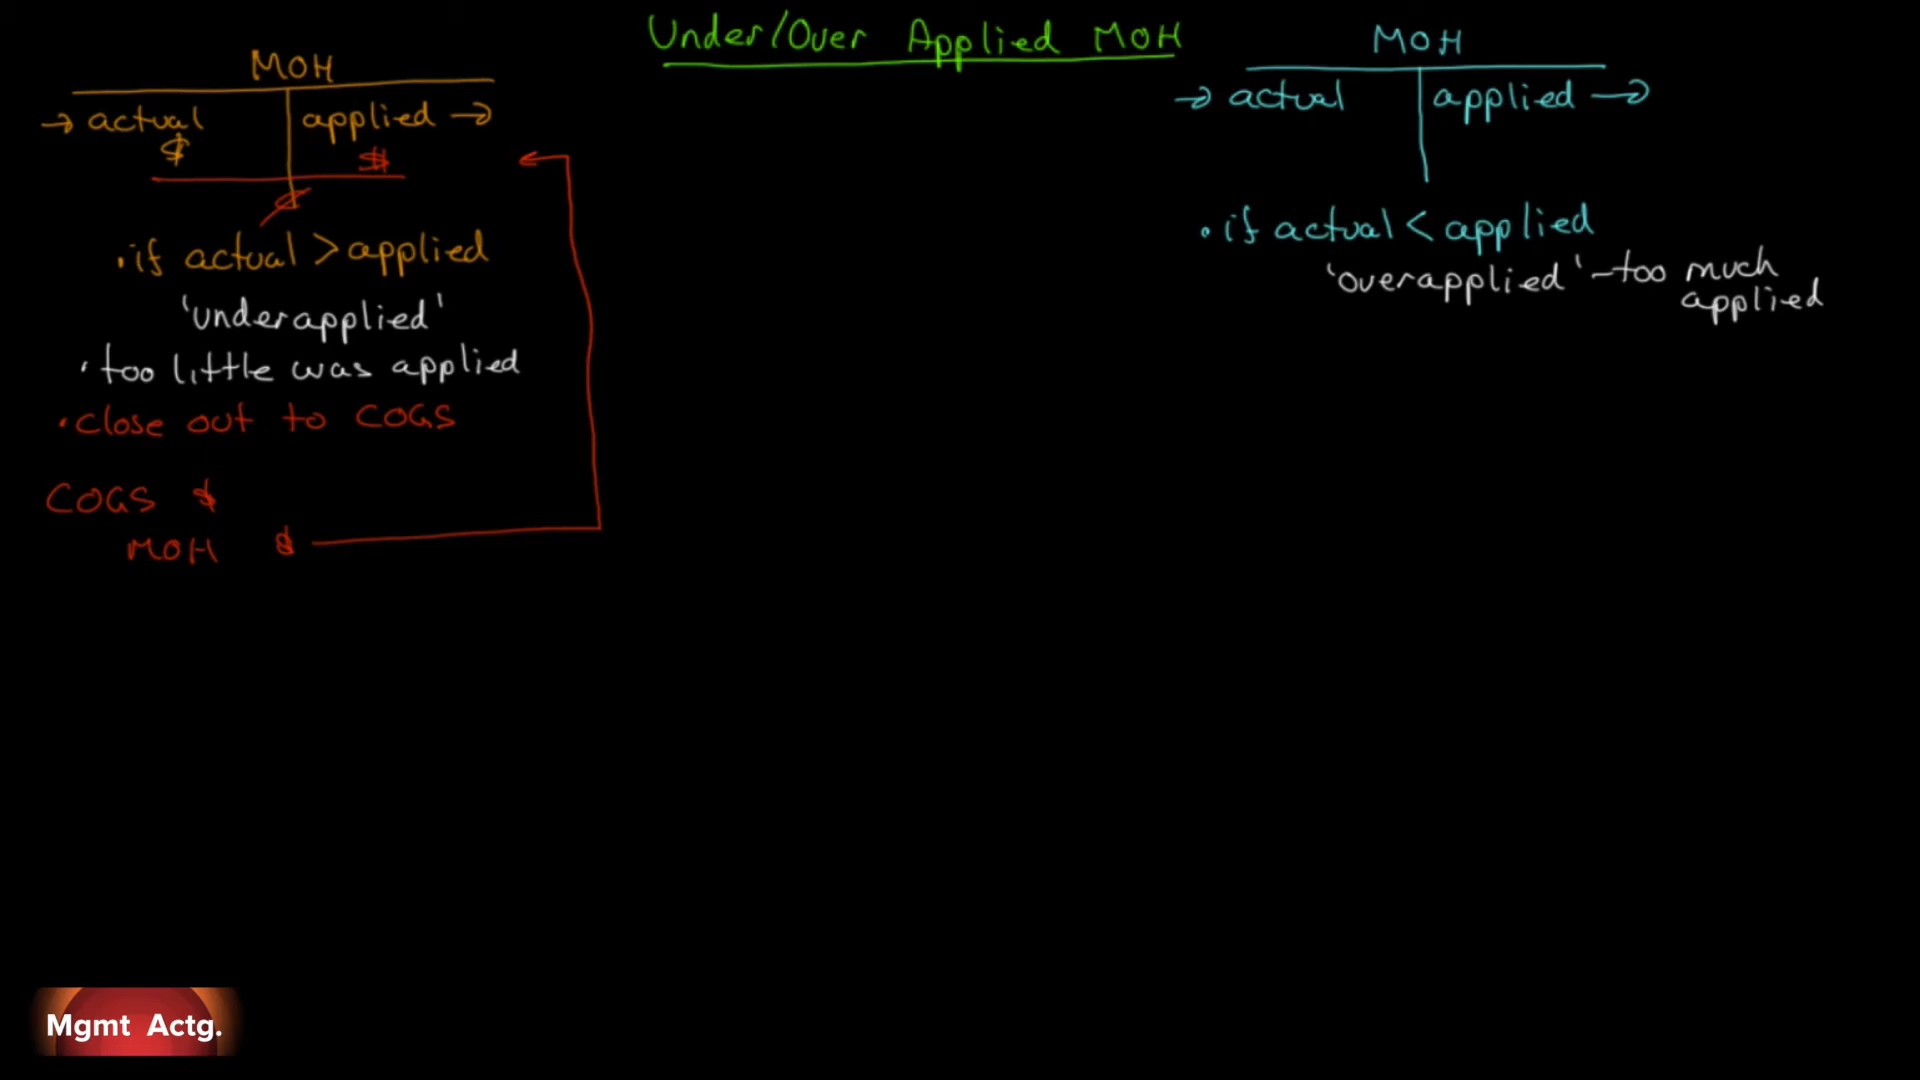 Under/Over Applied MOH
MOH
→ actual applied →
$ $
0
• if actual > applied
'underapplied'
• too little was applied
• close out to COGS
COGS $
MOH $
MOH
→ actual applied →
• if actual < applied
'overapplied' - too much
applied
Mgmt Actg.